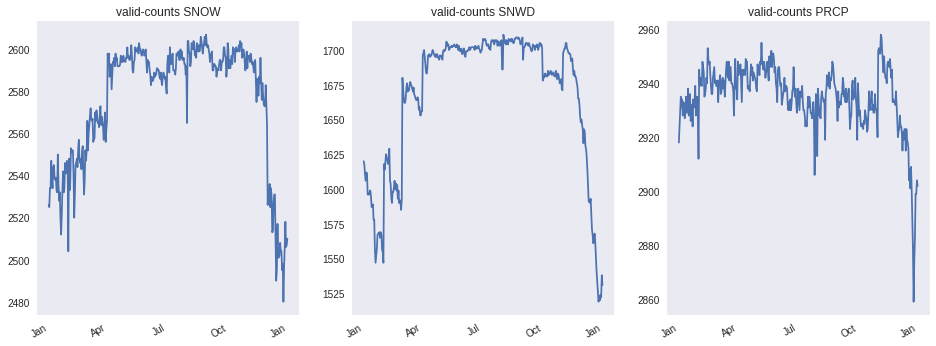 valid-counts SNOW
2600
2580
2560
2540
2520
2500
2480
Jan
Apr
Jul
Oct
Jan
valid-counts SNWD
1700
1675
1650
1625
1600
1575
1550
1525
Jan
Apr
Jul
Oct
Jan
valid-counts PRCP
2960
2940
2920
2900
2880
2860
Jan
Apr
Jul
Oct
Jan